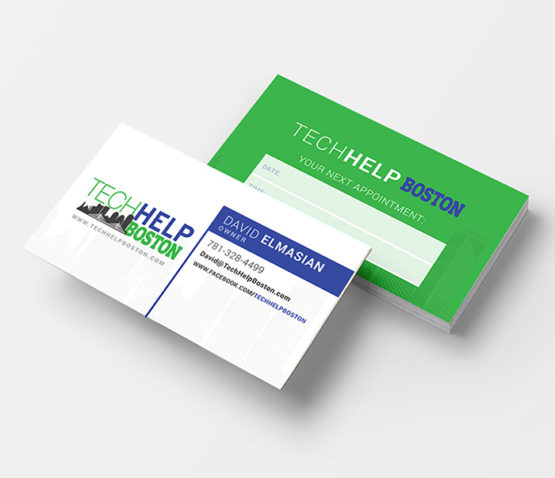 TECHHELP BOSTON
YOUR NEXT APPOINTMENT:
DATE:
TIME:
TECHHELP
BOSTON
WWW.TECHHELPBOSTON.COM
DAVID ELMASIAN
OWNER
781-328-4499
David@TechHelpBoston.com
WWW.FACEBOOK.COM/TECHHELPBOSTON